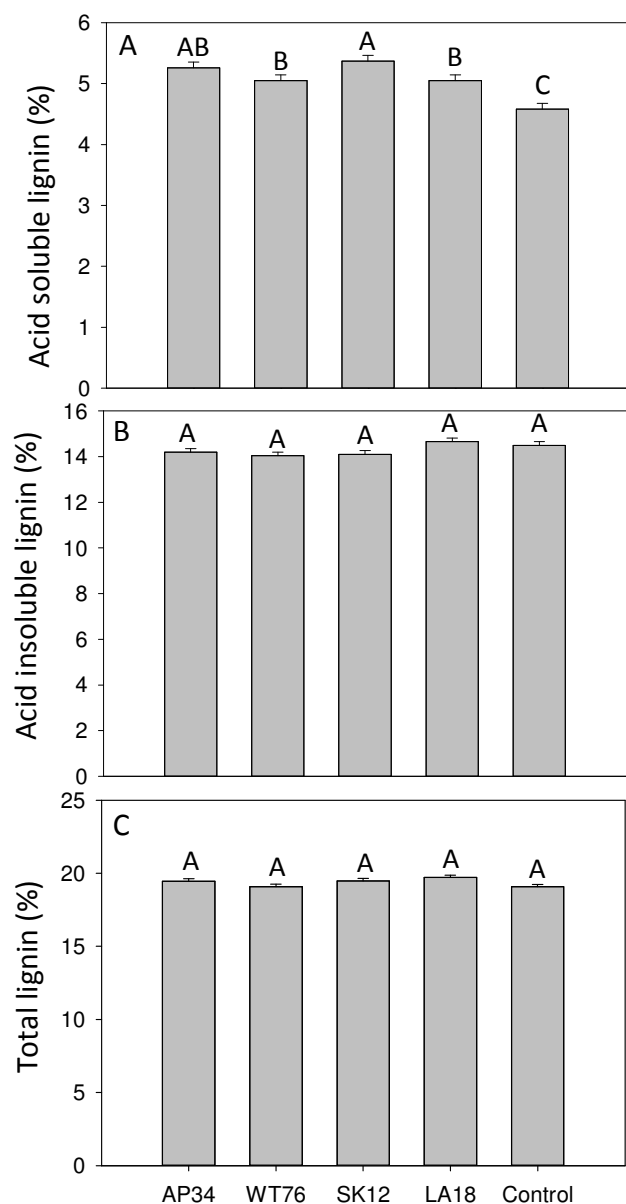 A
Acid soluble lignin (%)
6
5
4
3
2
1
0
AB
B
A
B
C
B
Acid insoluble lignin (%)
16
14
12
10
8
6
4
2
0
A
A
A
A
A
C
Total lignin (%)
25
20
15
10
5
0
A
A
A
A
A
AP34 WT76 SK12 LA18 Control